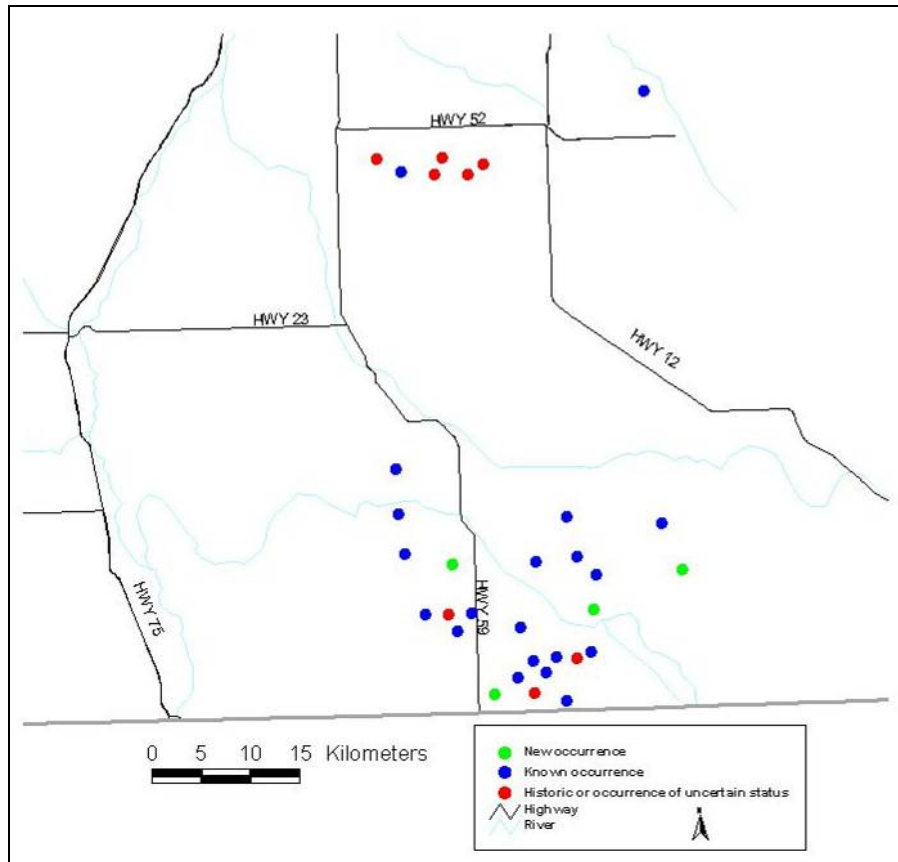 HWY 52
HWY 23
HWY 12
HWY 75
HWY 59
0 5 10 15 Kilometers
New occurrence
Known occurrence
Historic or occurrence of uncertain status
Highway
River